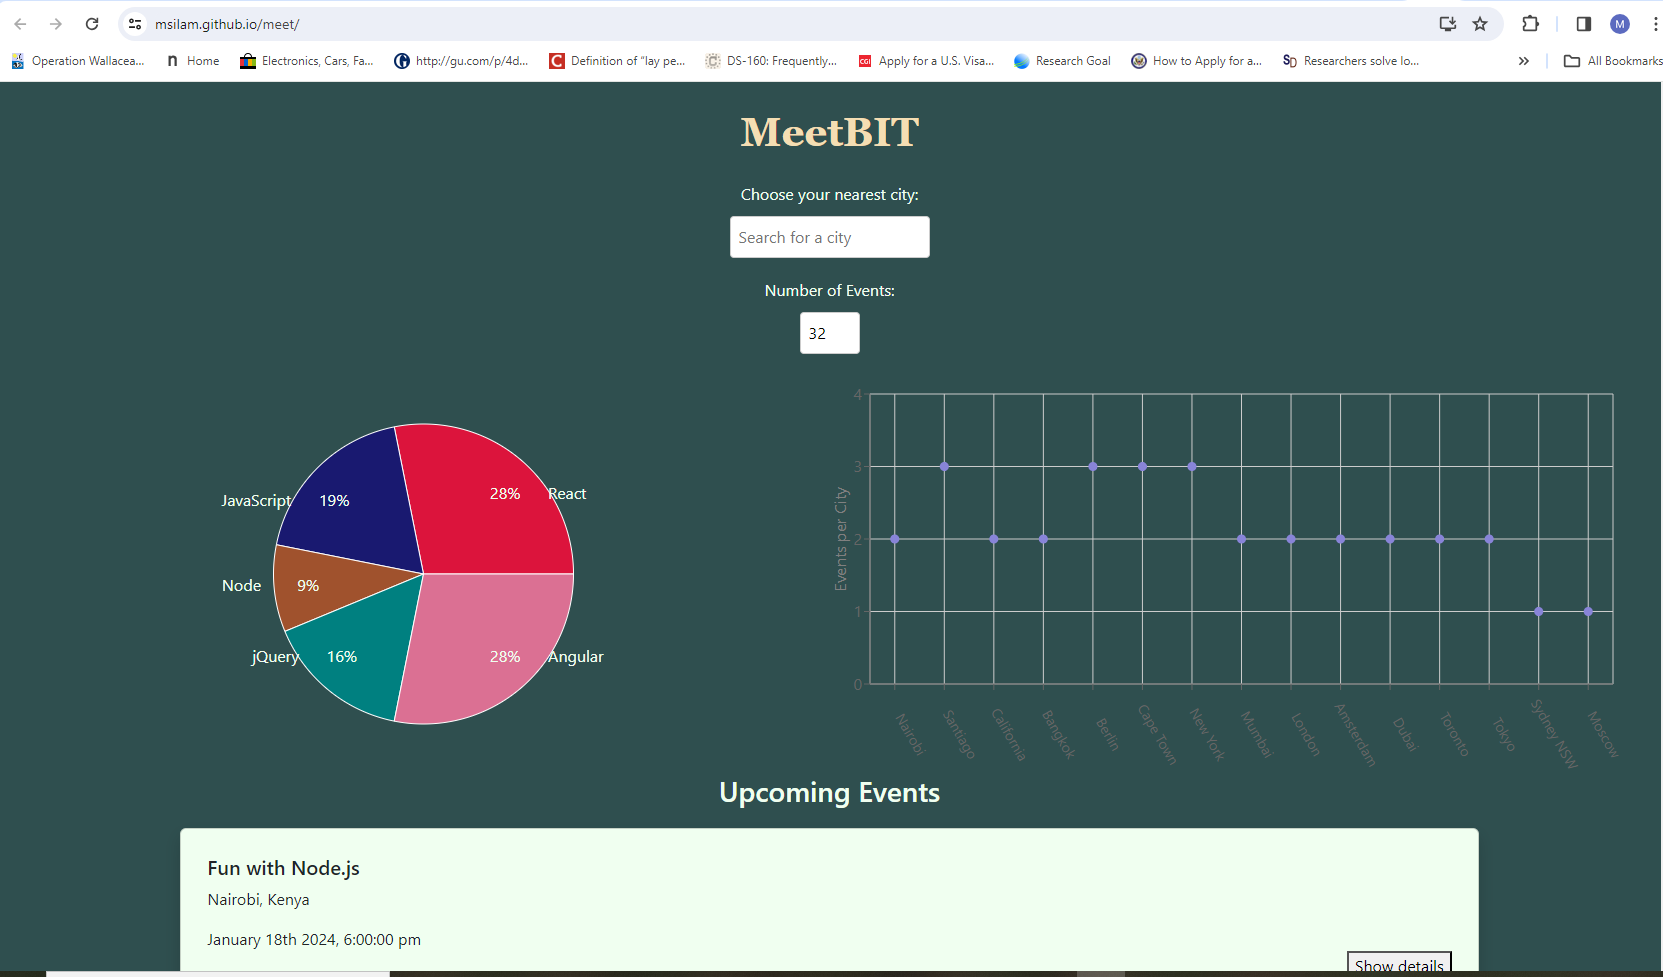 msilam.github.io/meet/
M
Operation Wallacea...
Home
Electronics, Cars, Fa...
http://gu.com/p/4d...
Definition of "lay pe...
DS-160: Frequently...
Apply for a U.S. Visa...
Research Goal
How to Apply for a...
Researchers solve lo...
All Bookmarks
MeetBIT
Choose your nearest city:
Search for a city
Number of Events:
32
JavaScript
19%
28%
React
Node
9%
jQuery
16%
28%
Angular
Events per City
4
3
2
1
0
Nairobi
Santiago
California
Bangkok
Berlin
Cape Town
New York
Mumbai
London
Amsterdam
Dubai
Toronto
Tokyo
Sydney NSW
Moscow
Upcoming Events
Fun with Node.js
Nairobi, Kenya
January 18th 2024, 6:00:00 pm
Show details